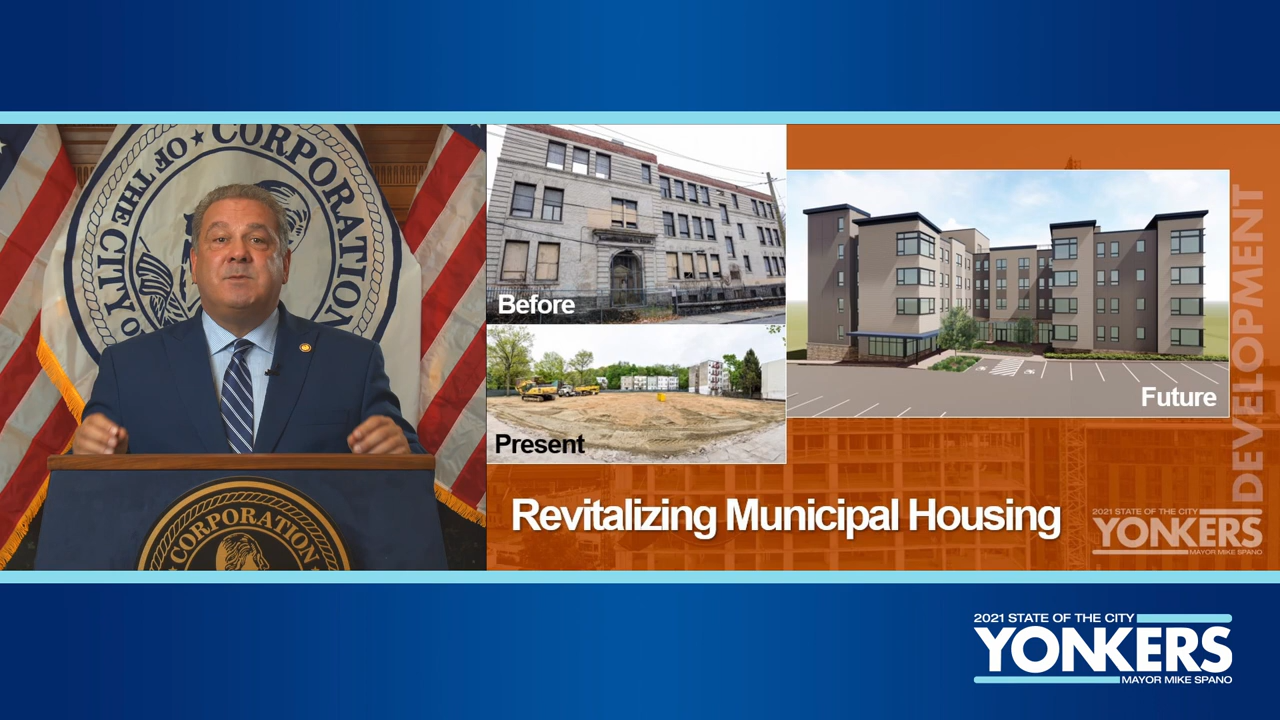 CORPORATION
OF THE CITY O
CORPORATION
Before
Present
Future
DEVELOPMENT
Revitalizing Municipal Housing
2021 STATE OF THE CITY
YONKERS
MAYOR MIKE SPANO
2021 STATE OF THE CITY
YONKERS
MAYOR MIKE SPANO